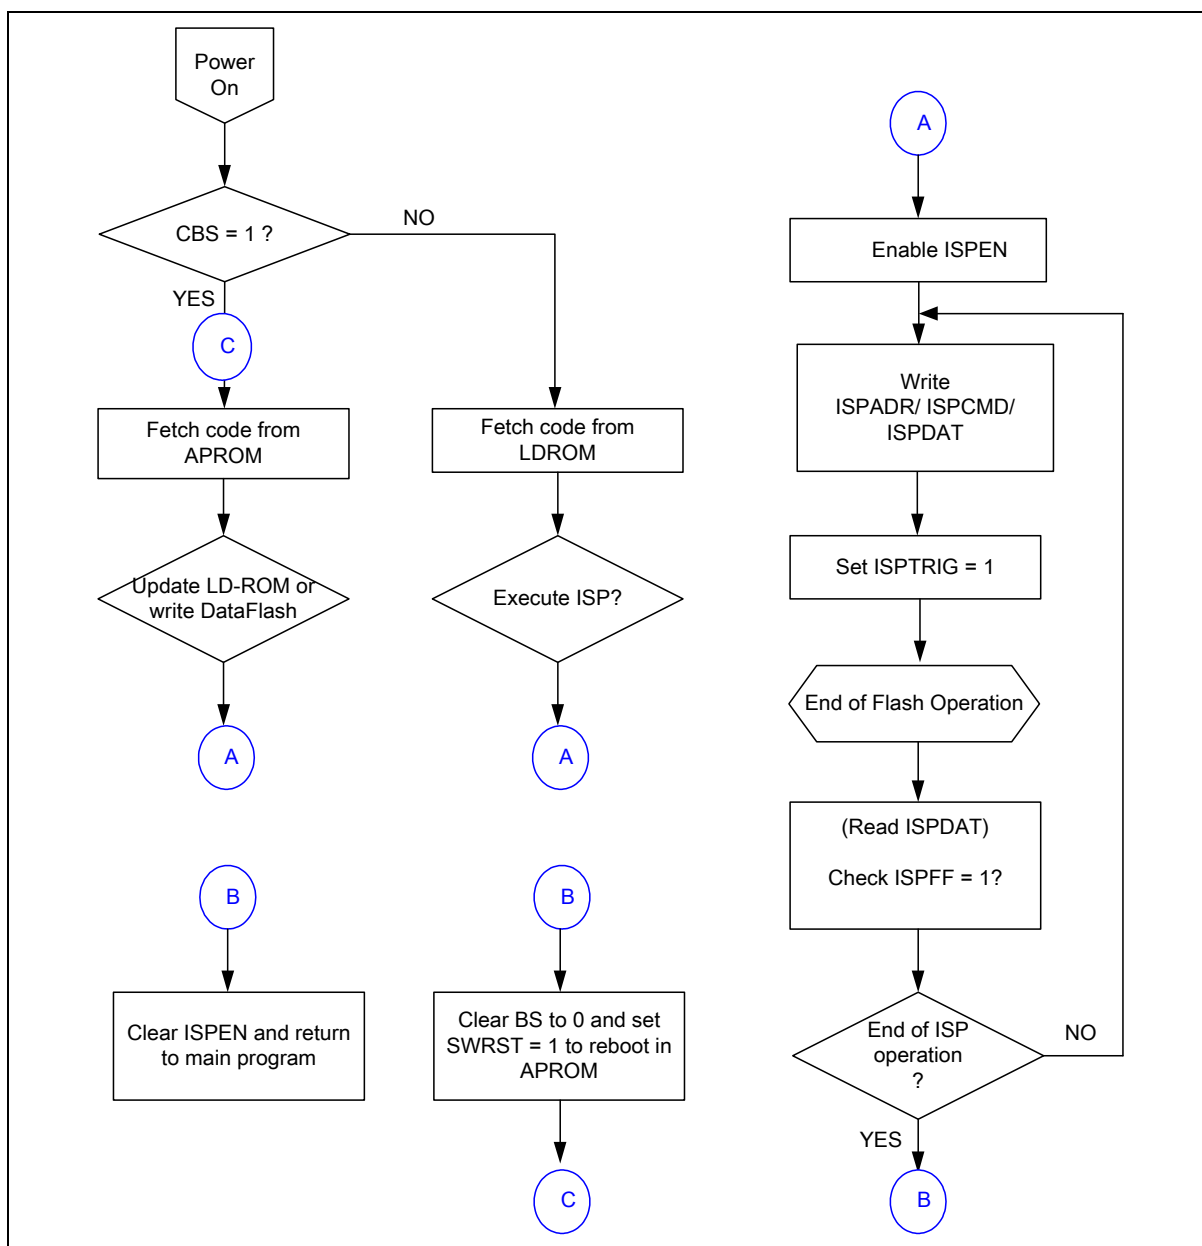 Power
On
CBS = 1 ?
NO
YES
C
Fetch code from
APROM
Fetch code from
LDROM
Update LD-ROM or
write DataFlash
Execute ISP?
A
A
B
B
Clear ISPEN and return
to main program
Clear BS to 0 and set
SWRST = 1 to reboot in
APROM
C
A
Enable ISPEN
Write
ISPADR/ ISPCMD/
ISPDAT
Set ISPTRIG = 1
End of Flash Operation
(Read ISPDAT)
Check ISPFF = 1?
End of ISP
operation
?
NO
YES
B